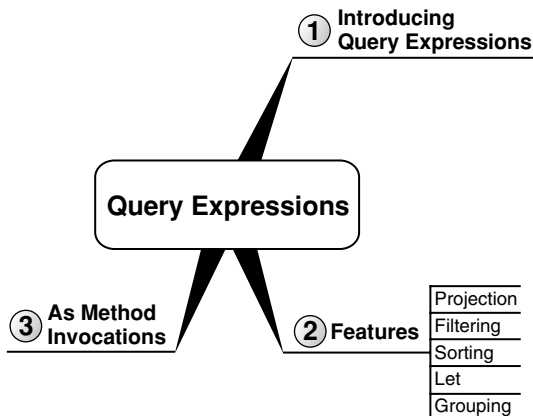 1 Introducing
Query Expressions
Query Expressions
3 As Method
Invocations
2 Features
Projection
Filtering
Sorting
Let
Grouping